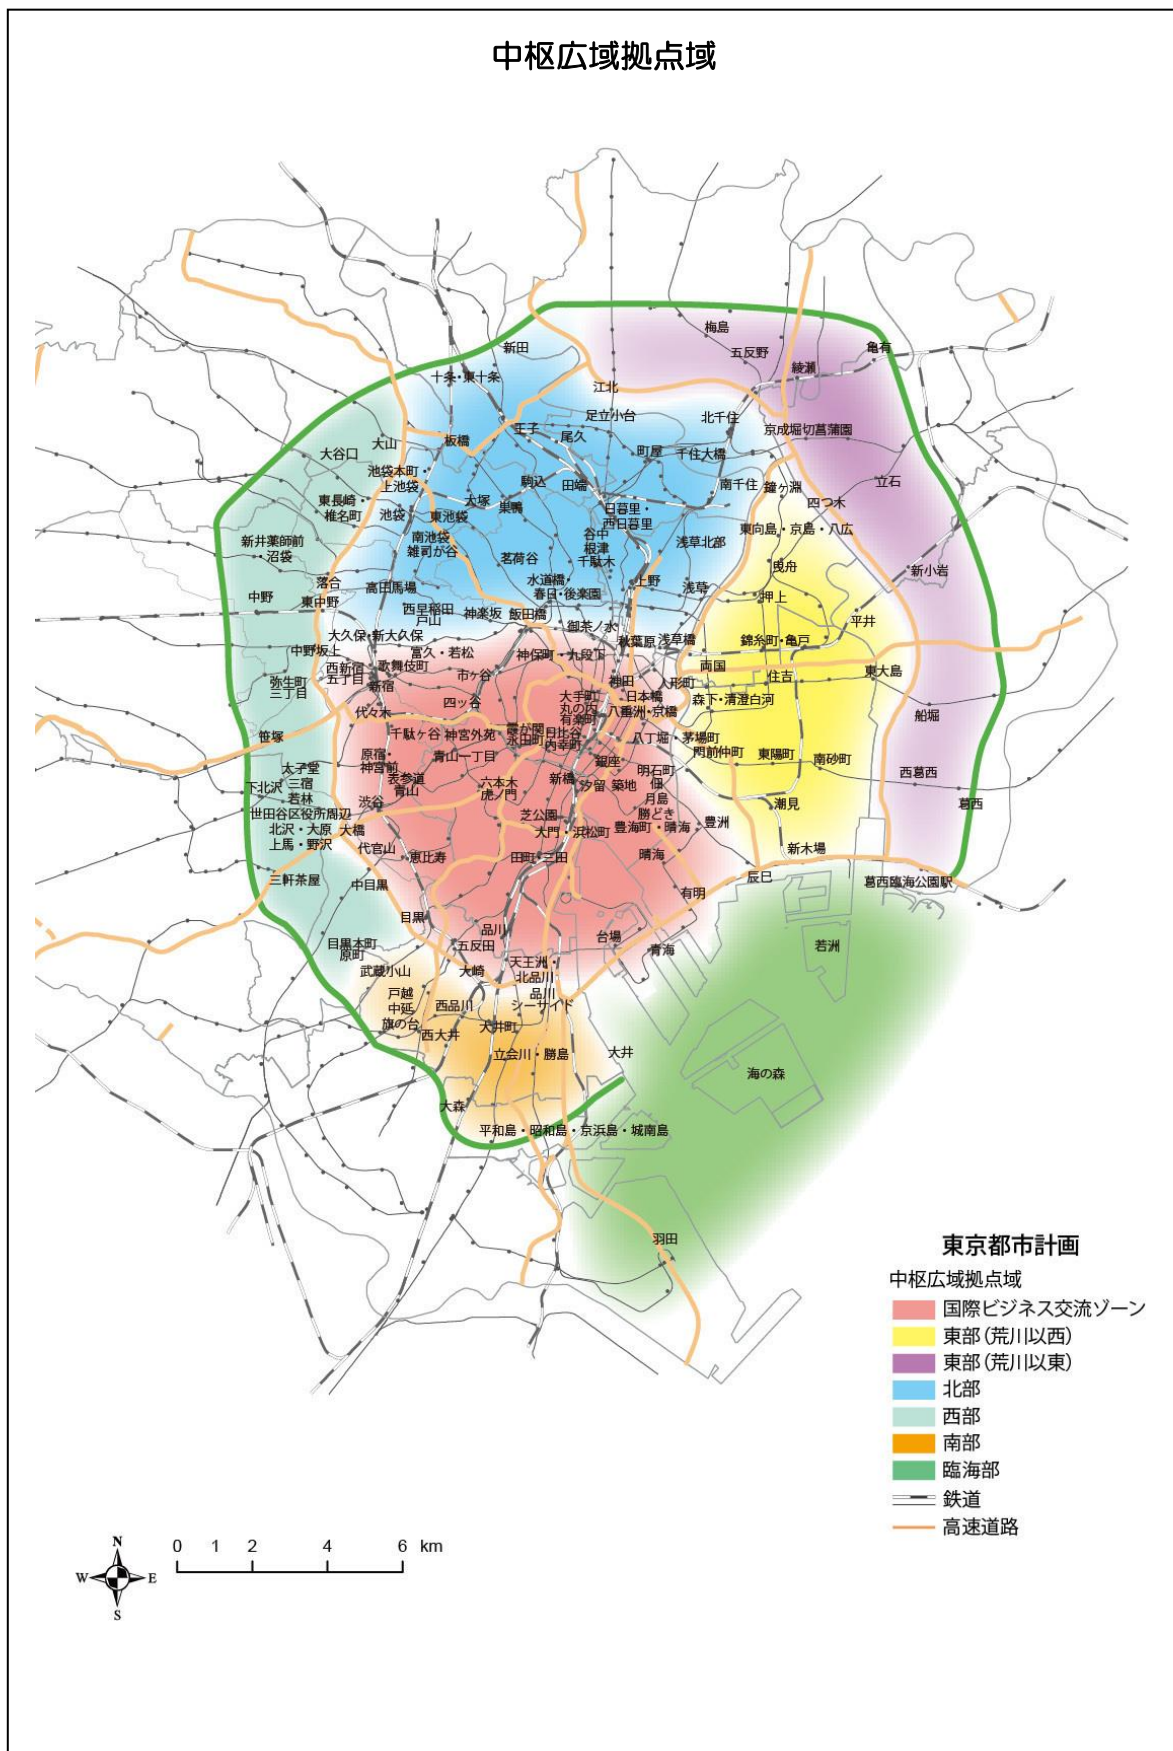 中枢広域拠点域
梅島
新田
五反野
亀有
綾瀬
十条・東十条
江北
足立小台
北千住
王子
尾久
京成堀切菖蒲園
大山
板橋
大谷口
町屋
千住大橋
池袋本町・
上池袋
駒込
田端
南千住
鐘ヶ淵
立石
東長崎・
椎名町
池袋
東池袋
大塚
巣鴨
四つ木
日暮里・
西日暮里
東向島・京島・八広
新井薬師前
・沼袋
南池袋
雑司が谷
谷中
根津
千駄木
浅草北部
茗荷谷
曳舟
新小岩
落合
高田馬場
水道橋・
春日・後楽園
上野
浅草
押上
中野
東中野
西早稲田
戸山
神楽坂
飯田橋
御茶ノ水
平井
大久保・新大久保
秋葉原
浅草橋
錦糸町・亀戸
中野坂上
西新宿
五丁目
歌舞伎町
富久・若松
神保町・九段下
両国
東大島
新宿
市ヶ谷
弥生町
三丁目
神田
人形町
住吉
代々木
四ッ谷
大手町
丸の内
有楽町
日本橋
八重洲・京橋
森下・清澄白河
船堀
笹塚
千駄ヶ谷
神宮外苑
霞が関
永田町
日比谷
内幸町
八丁堀・茅場町
門前仲町
東陽町
南砂町
原宿・
神宮前
青山一丁目
銀座
西葛西
太子堂
三宿
若林
下北沢
表参道
青山
六本木
虎ノ門
新橋
汐留
築地
明石町
佃
月島
勝どき
豊海町・晴海
葛西
渋谷
潮見
世田谷区役所周辺
北沢・大原
上馬・野沢
大橋
芝公園
大門・浜松町
豊洲
代官山
恵比寿
田町・三田
晴海
新木場
三軒茶屋
中目黒
辰巳
葛西臨海公園駅
目黒
有明
品川
目黒本町
原町
五反田
台場
青海
若洲
武蔵小山
大崎
天王洲・
北品川
戸越
中延
旗の台
西品川
品川
シーサイド
西大井
大井町
立会川・勝島
大井
海の森
大森
平和島・昭和島・京浜島・城南島
羽田
東京都市計画
中枢広域拠点域
国際ビジネス交流ゾーン
東部（荒川以西）
東部（荒川以東）
北部
西部
南部
臨海部
鉄道
高速道路
N
W
E
S
0 1 2 4 6 km